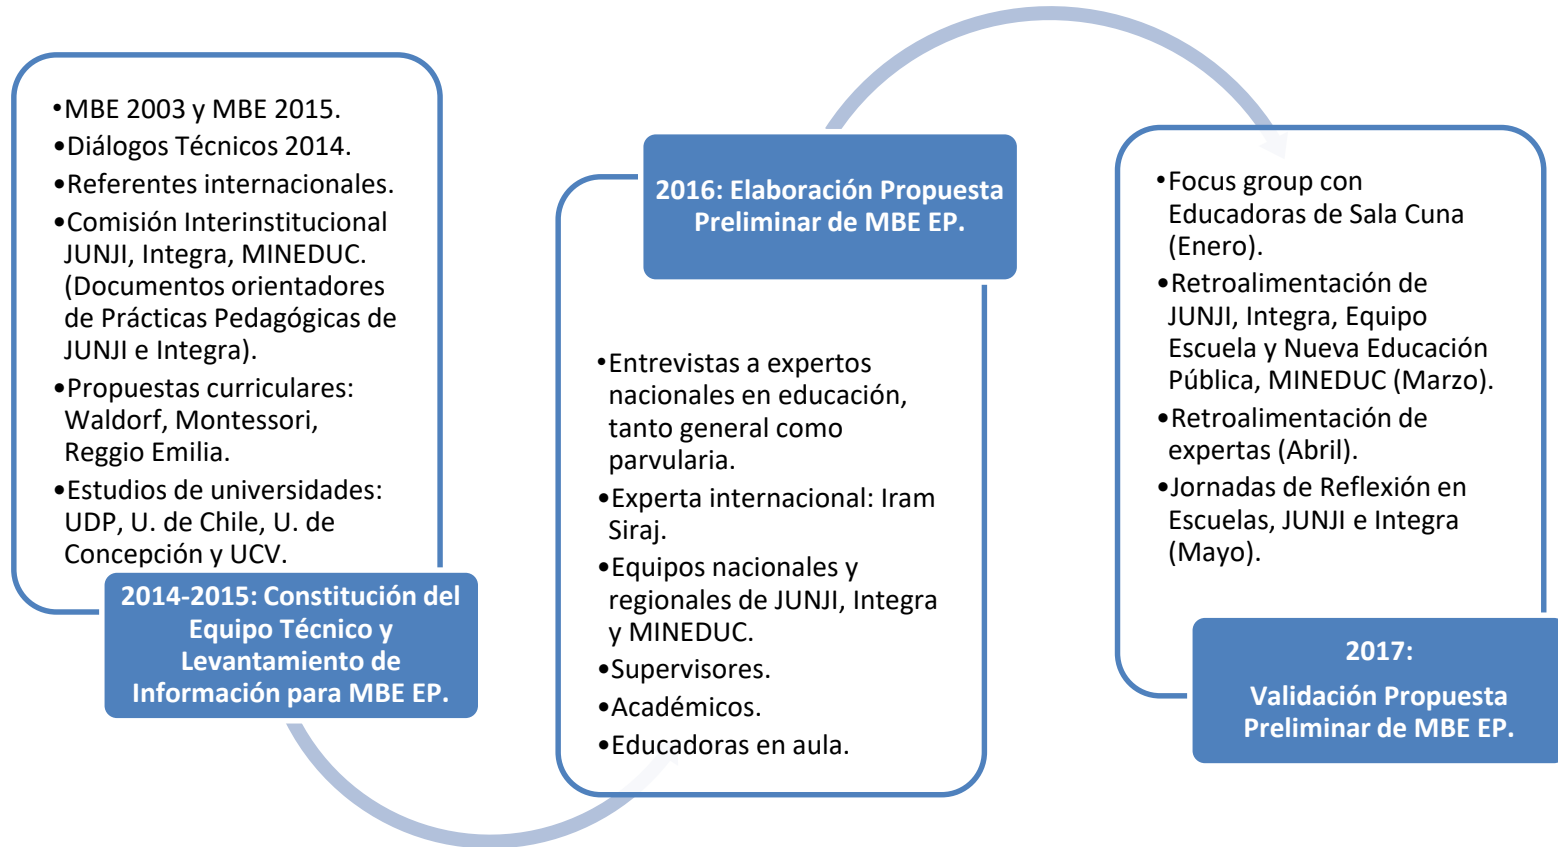 •MBE 2003 y MBE 2015.
•Diálogos Técnicos 2014.
•Referentes internacionales.
•Comisión Interinstitucional
JUNJI, Integra, MINEDUC.
(Documentos orientadores
de Prácticas Pedagógicas de
JUNJI e Integra).
•Propuestas curriculares:
Waldorf, Montessori,
Reggio Emilia.
•Estudios de universidades:
UDP, U. de Chile, U. de
Concepción y UCV.
2014-2015: Constitución del
Equipo Técnico y
Levantamiento de
Información para MBE EP.
2016: Elaboración Propuesta
Preliminar de MBE EP.
•Entrevistas a expertos
nacionales en educación,
tanto general como
parvularia.
•Experta internacional: Iram
Siraj.
•Equipos nacionales y
regionales de JUNJI, Integra
y MINEDUC.
•Supervisores.
•Académicos.
•Educadoras en aula.
•Focus group con
Educadoras de Sala Cuna
(Enero).
•Retroalimentación de
JUNJI, Integra, Equipo
Escuela y Nueva Educación
Pública, MINEDUC (Marzo).
•Retroalimentación de
expertas (Abril).
•Jornadas de Reflexión en
Escuelas, JUNJI e Integra
(Mayo).
2017:
Validación Propuesta
Preliminar de MBE EP.